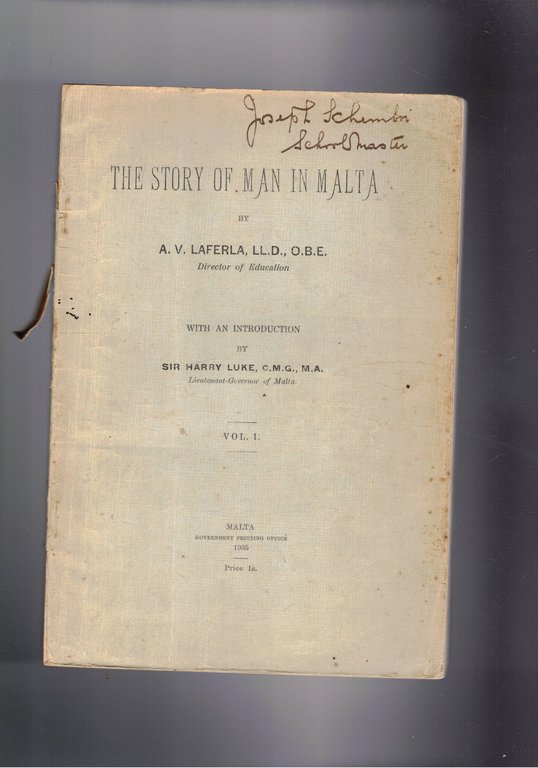 Joseph Schembri
Schoolmaster
THE STORY OF MAN IN MALTA
BY
A. V. LAFERLA, LL.D., O.B.E.
Director of Education
WITH AN INTRODUCTION
BY
SIR HARRY LUKE, C.M.G., M.A.
Lieutenant-Governor of Malta.
VOL. I.
MALTA
GOVERNMENT PRINTING OFFICE
1935
Price 1s.